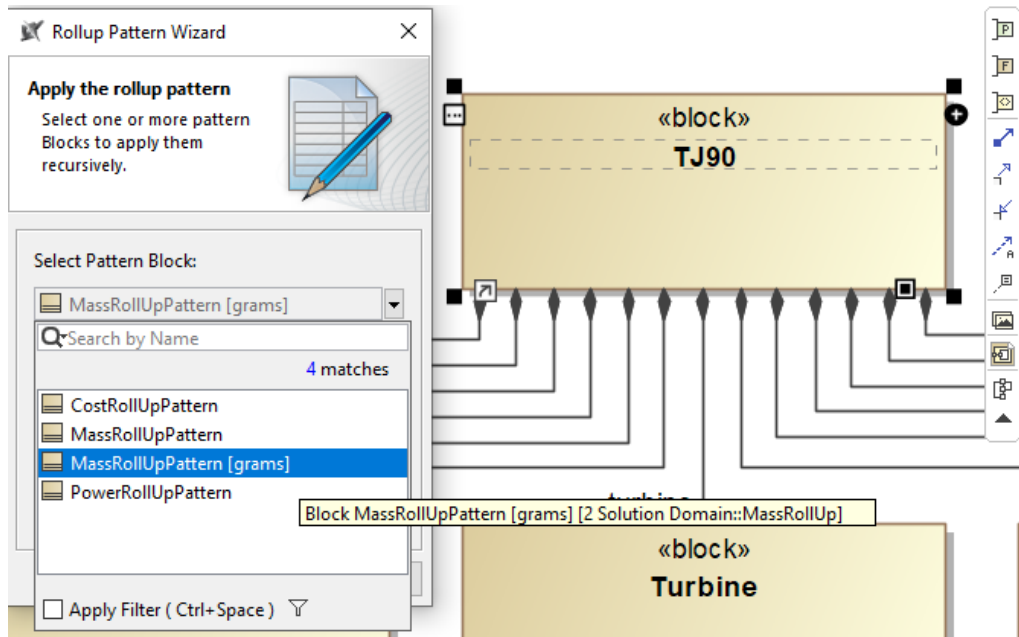 Rollup Pattern Wizard
Apply the rollup pattern
Select one or more pattern
Blocks to apply them
recursively.
Select Pattern Block:
MassRollUpPattern [grams]
Search by Name
4 matches
CostRollUpPattern
MassRollUpPattern
MassRollUpPattern [grams]
PowerRollUpPattern
Block MassRollUpPattern [grams] [2 Solution Domain::MassRollUp]
Apply Filter ( Ctrl+Space )
«block»
TJ90
turbine
«block»
Turbine
P
F
A